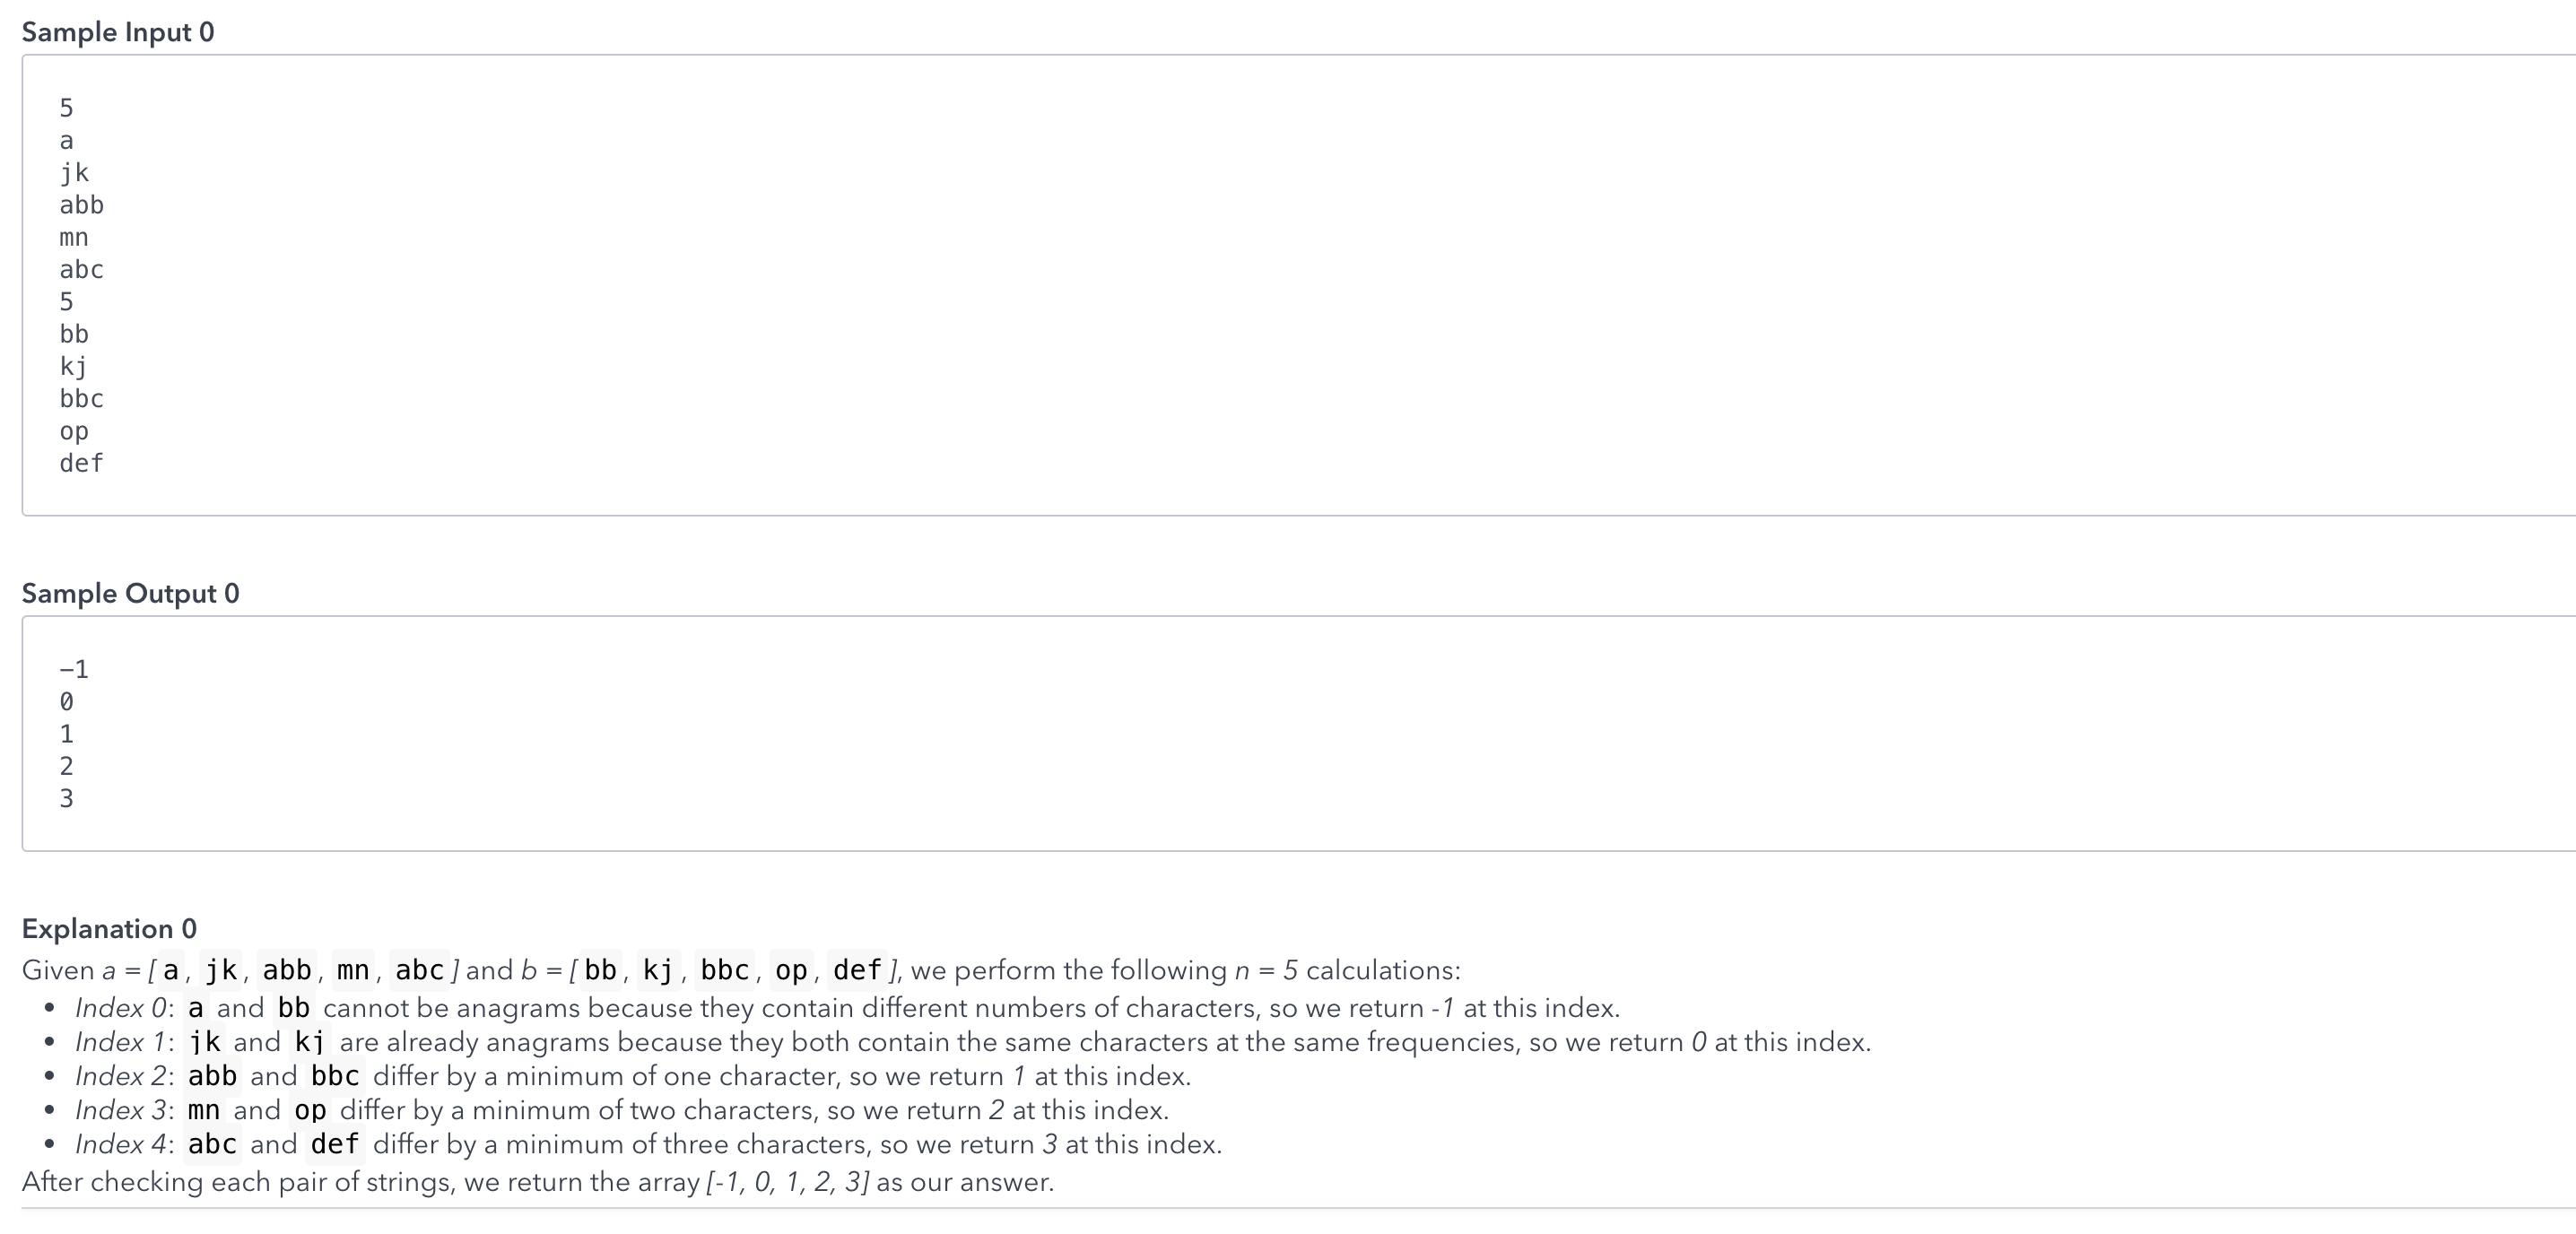 Sample Input 0
5
a
jk
abb
mn
abc
5
bb
kj
bbc
op
def
Sample Output 0
–1
0
1
2
3
Explanation 0
Given a = [ a , jk , abb , mn , abc ] and b = [ bb , kj , bbc , op , def ], we perform the following n = 5 calculations:
• Index 0: a and bb cannot be anagrams because they contain different numbers of characters, so we return -1 at this index.
• Index 1: jk and kj are already anagrams because they both contain the same characters at the same frequencies, so we return 0 at this index.
• Index 2: abb and bbc differ by a minimum of one character, so we return 1 at this index.
• Index 3: mn and op differ by a minimum of two characters, so we return 2 at this index.
• Index 4: abc and def differ by a minimum of three characters, so we return 3 at this index.
After checking each pair of strings, we return the array [-1, 0, 1, 2, 3] as our answer.